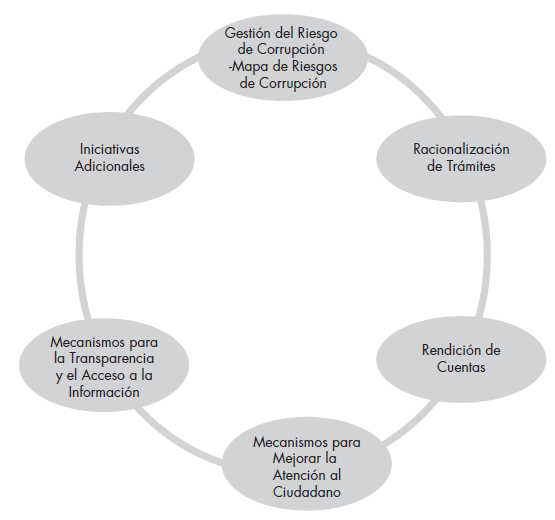 Gestión del Riesgo
de Corrupción
-Mapa de Riesgos
de Corrupción
Racionalización
de Trámites
Rendición de
Cuentas
Mecanismos para
Mejorar la
Atención al
Ciudadano
Mecanismos para
la Transparencia
y el Acceso a la
Información
Iniciativas
Adicionales